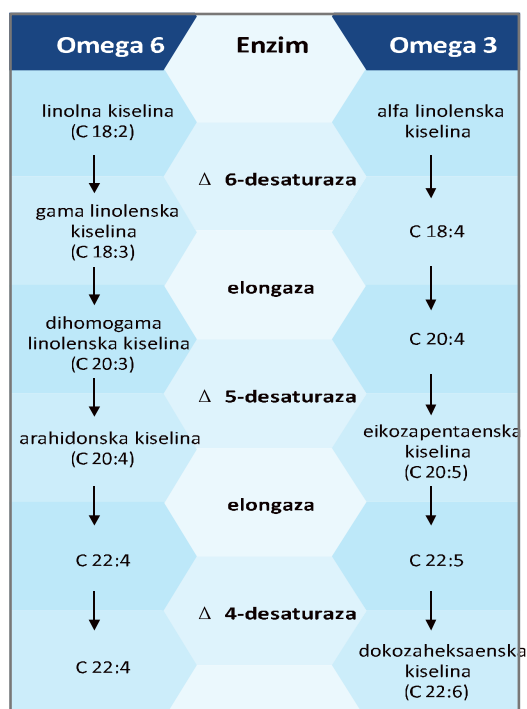 Omega 6 Enzim Omega 3
linolna kiselina
(C 18:2)
alfa linolenska
kiselina
Δ 6-desaturaza
gama linolenska
kiselina
(C 18:3)
C 18:4
elongaza
dihomogama
linolenska kiselina
(C 20:3)
C 20:4
Δ 5-desaturaza
arahidonska kiselina
(C 20:4)
eikozapentaenska
kiselina
(C 20:5)
elongaza
C 22:4
C 22:5
Δ 4-desaturaza
C 22:4
dokozaheksaenska
kiselina
(C 22:6)